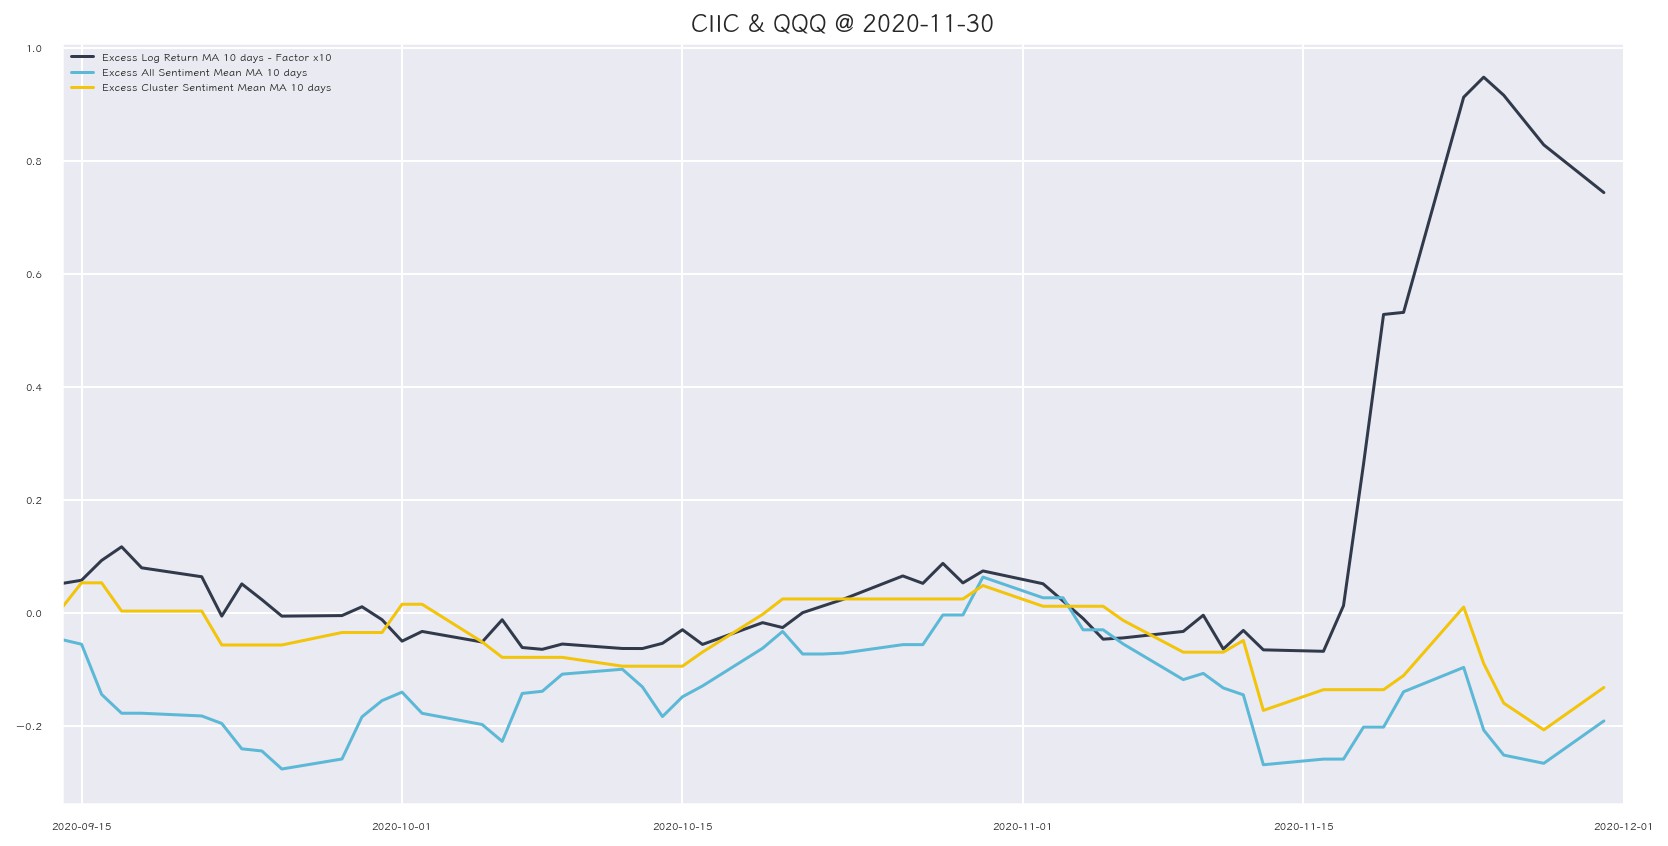 CIIC & QQQ @ 2020-11-30
1.0
Excess Log Return MA 10 days - Factor x10
Excess All Sentiment Mean MA 10 days
Excess Cluster Sentiment Mean MA 10 days
0.8
0.6
0.4
0.2
0.0
−0.2
2020-09-15 2020-10-01 2020-10-15 2020-11-01 2020-11-15 2020-12-01